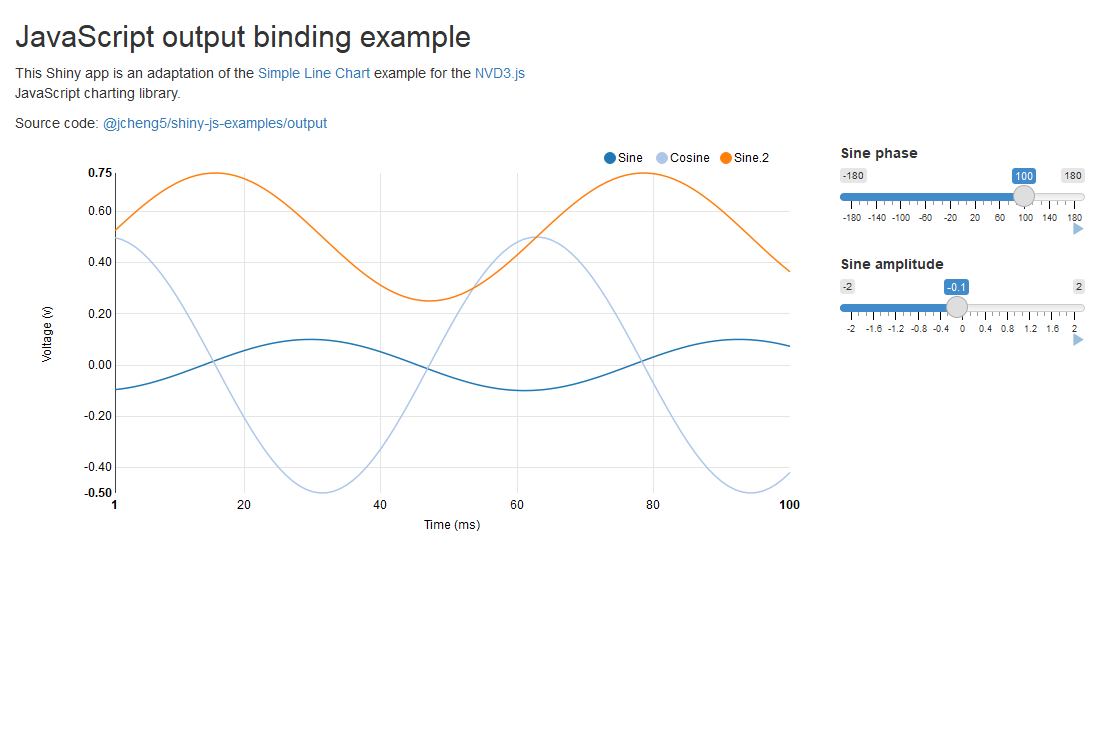 JavaScript output binding example
This Shiny app is an adaptation of the Simple Line Chart example for the NVD3.js
JavaScript charting library.
Source code: @jcheng5/shiny-js-examples/output
Sine Cosine Sine.2
0.75
0.60
0.40
0.20
0.00
-0.20
-0.40
-0.50
Voltage (v)
1 20 40 60 80 100
Time (ms)
Sine phase
-180 100 180
-180 -140 -100 -60 -20 20 60 100 140 180
Sine amplitude
-2 -0.1 2
-2 -1.6 -1.2 -0.8 -0.4 0 0.4 0.8 1.2 1.6 2